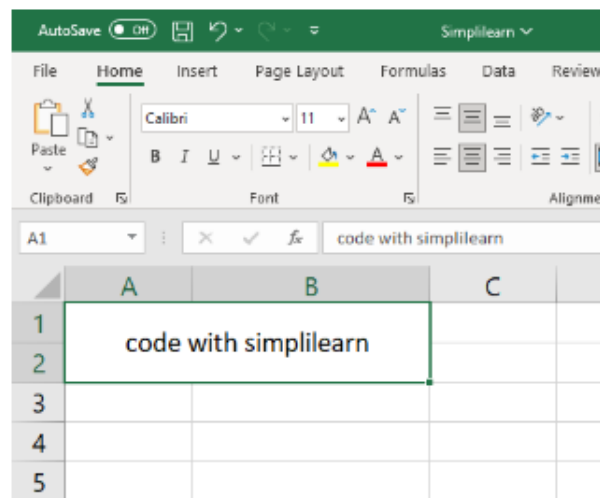 AutoSave Off Simplilearn
File Home Insert Page Layout Formulas Data Review
Calibri 11 A A
Paste B I U A
Clipboard Font Alignme
A1 fx code with simplilearn
A B C
1
code with simplilearn
2
3
4
5